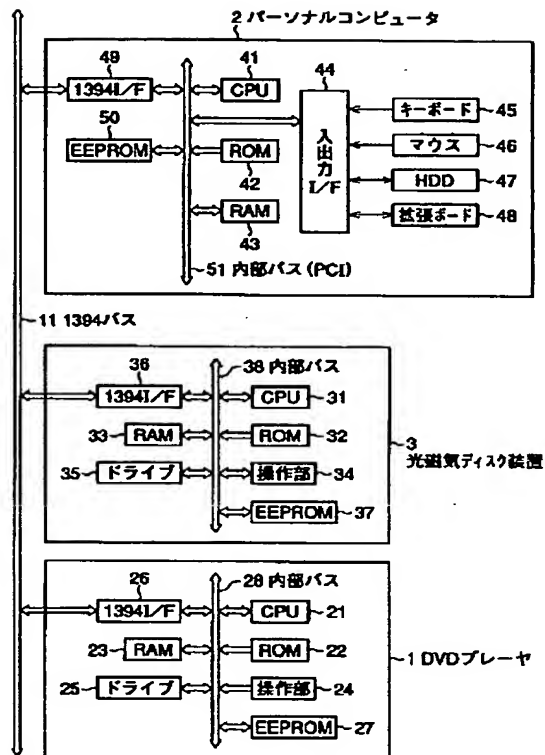 2 パーソナルコンピュータ
49
41
44
1394I/F
CPU
キーボード
45
50
マウス
46
EEPROM
ROM
入出力 I/F
HDD
47
42
拡張ボード
48
RAM
43
51 内部バス (PCI)
11 1394バス
36
38 内部バス
1394I/F
CPU
31
33
RAM
ROM
32
3 光磁気ディスク装置
35
ドライブ
操作部
34
EEPROM
37
26
28 内部バス
1394I/F
CPU
21
23
RAM
ROM
22
1 DVDプレーヤ
25
ドライブ
操作部
24
EEPROM
27